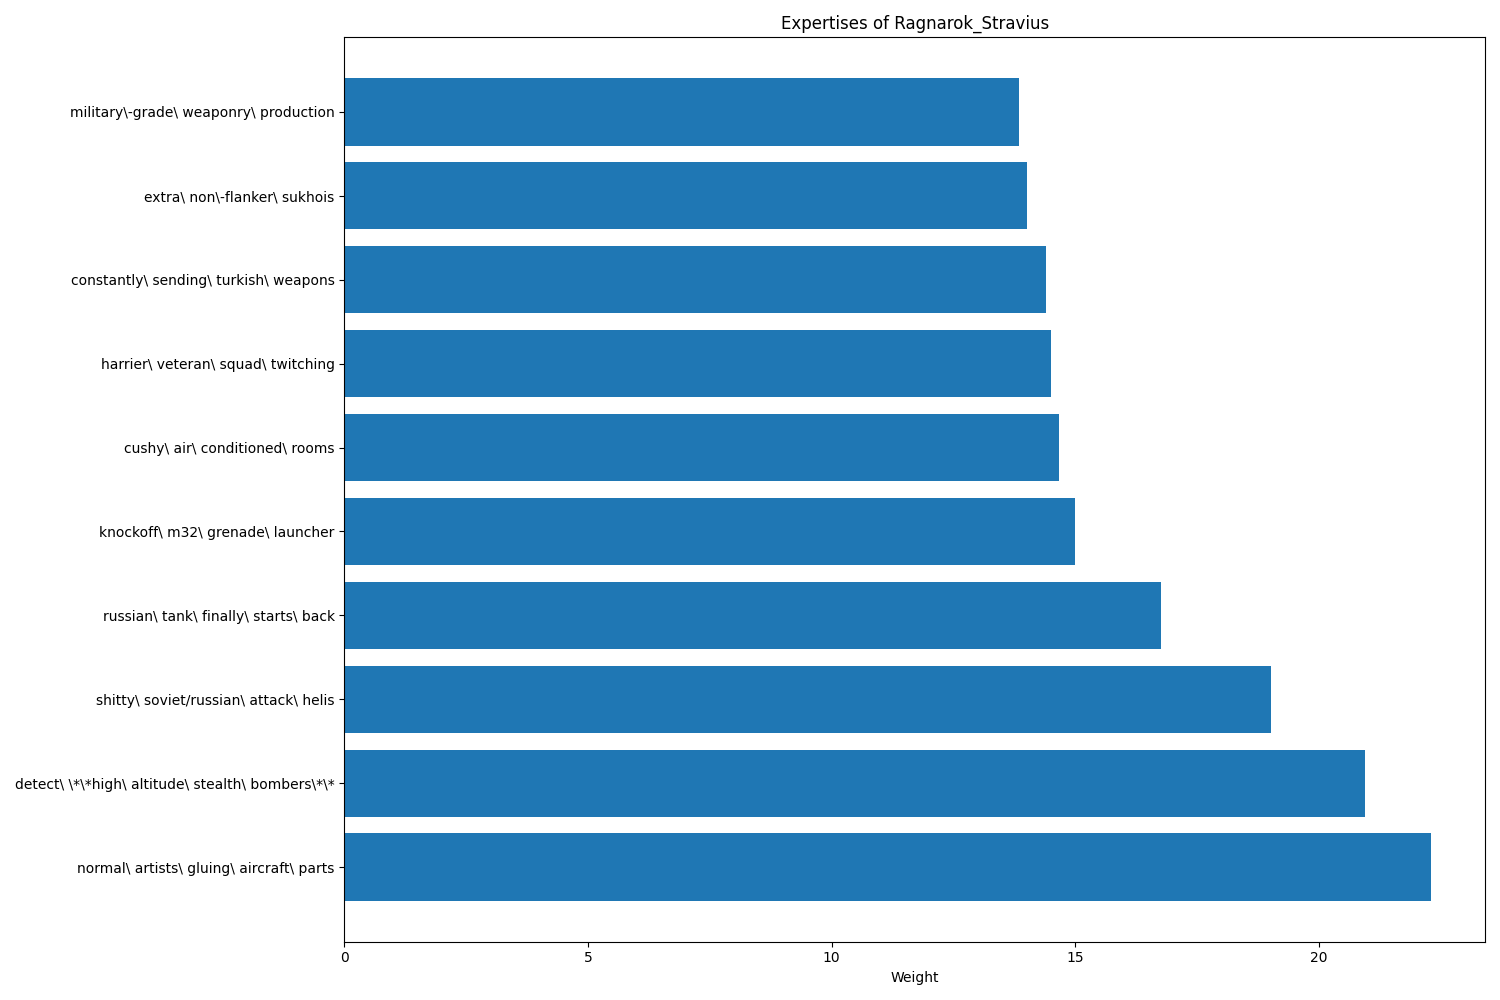 Expertises of Ragnarok_Stravius
military\-grade\ weaponry\ production
extra\ non\-flanker\ sukhois
constantly\ sending\ turkish\ weapons
harrier\ veteran\ squad\ twitching
cushy\ air\ conditioned\ rooms
knockoff\ m32\ grenade\ launcher
russian\ tank\ finally\ starts\ back
shitty\ soviet/russian\ attack\ helis
detect\ \*\*high\ altitude\ stealth\ bombers\*\*
normal\ artists\ gluing\ aircraft\ parts
0 5 10 15 20
Weight